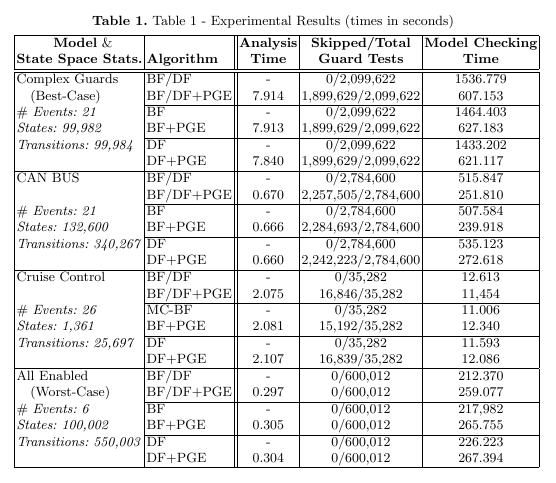 Table 1. Table 1 - Experimental Results (times in seconds)
Model & Analysis Skipped/Total Model Checking
State Space Stats. Algorithm Time Guard Tests Time
Complex Guards BF/DF - 0/2,099,622 1536.779
(Best-Case) BF/DF+PGE 7.914 1,899,629/2,099,622 607.153
# Events: 21 BF - 0/2,099,622 1464.403
States: 99,982 BF+PGE 7.913 1,899,629/2,099,622 627.183
Transitions: 99,984 DF - 0/2,099,622 1433.202
DF+PGE 7.840 1,899,629/2,099,622 621.117
CAN BUS BF/DF - 0/2,784,600 515.847
BF/DF+PGE 0.670 2,257,505/2,784,600 251.810
# Events: 21 BF - 0/2,784,600 507.584
States: 132,600 BF+PGE 0.666 2,284,693/2,784,600 239.918
Transitions: 340,267 DF - 0/2,784,600 535.123
DF+PGE 0.660 2,242,223/2,784,600 272.618
Cruise Control BF/DF - 0/35,282 12.613
BF/DF+PGE 2.075 16,846/35,282 11,454
# Events: 26 MC-BF - 0/35,282 11.006
States: 1,361 BF+PGE 2.081 15,192/35,282 12.340
Transitions: 25,697 DF - 0/35,282 11.593
DF+PGE 2.107 16,839/35,282 12.086
All Enabled BF/DF - 0/600,012 212.370
(Worst-Case) BF/DF+PGE 0.297 0/600,012 259.077
# Events: 6 BF - 0/600,012 217,982
States: 100,002 BF+PGE 0.305 0/600,012 265.755
Transitions: 550,003 DF - 0/600,012 226.223
DF+PGE 0.304 0/600,012 267.394